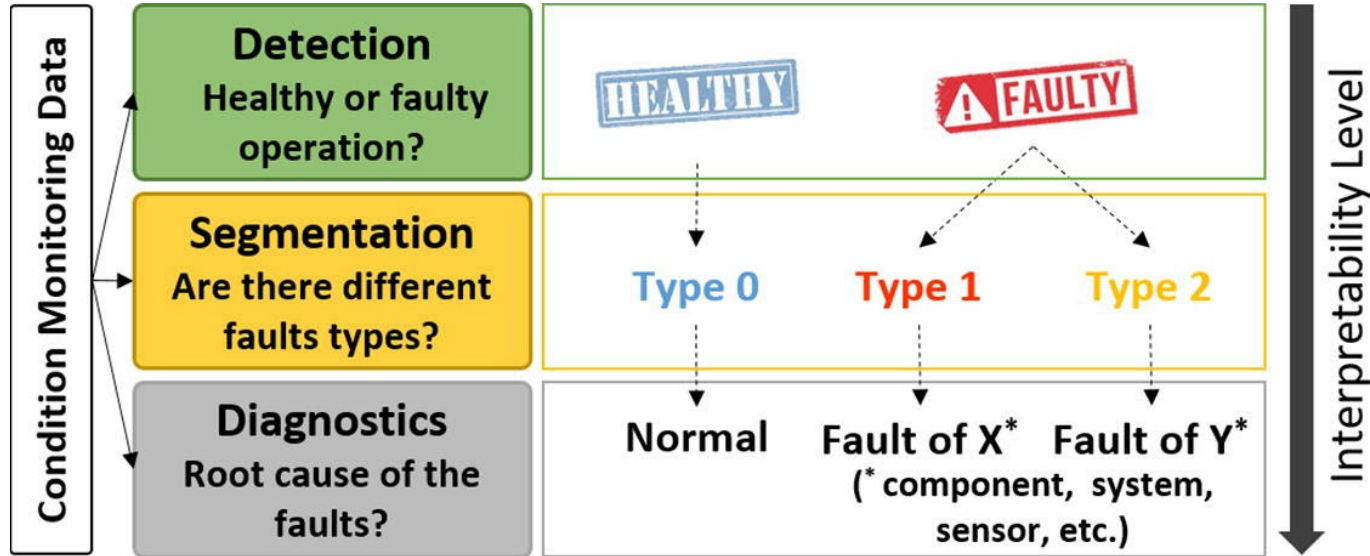 Condition Monitoring Data
Detection
Healthy or faulty
operation?
HEALTHY
FAULTY
Segmentation
Are there different
faults types?
Type 0
Type 1
Type 2
Diagnostics
Root cause of the
faults?
Normal
Fault of X*
Fault of Y*
(* component, system,
sensor, etc.)
Interpretability Level